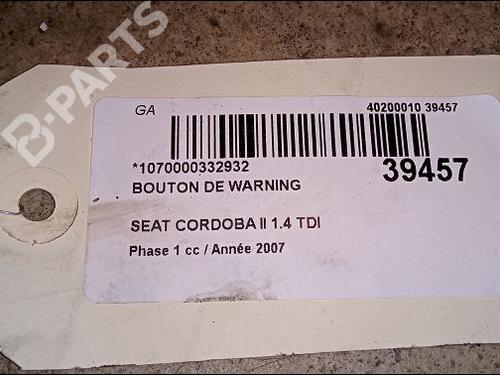 B-PARTS
GA
40200010 39457
*1070000332932
39457
BOUTON DE WARNING
SEAT CORDOBA II 1.4 TDI
Phase 1 cc / Année 2007